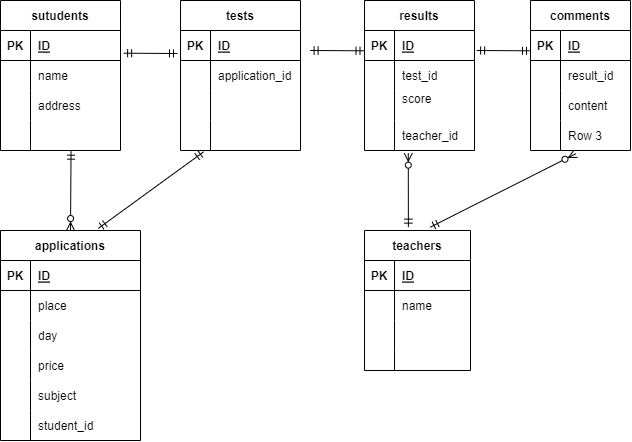 sutudents
PK ID
name
address
tests
PK ID
application_id
results
PK ID
test_id
score
teacher_id
comments
PK ID
result_id
content
Row 3
applications
PK ID
place
day
price
subject
student_id
teachers
PK ID
name